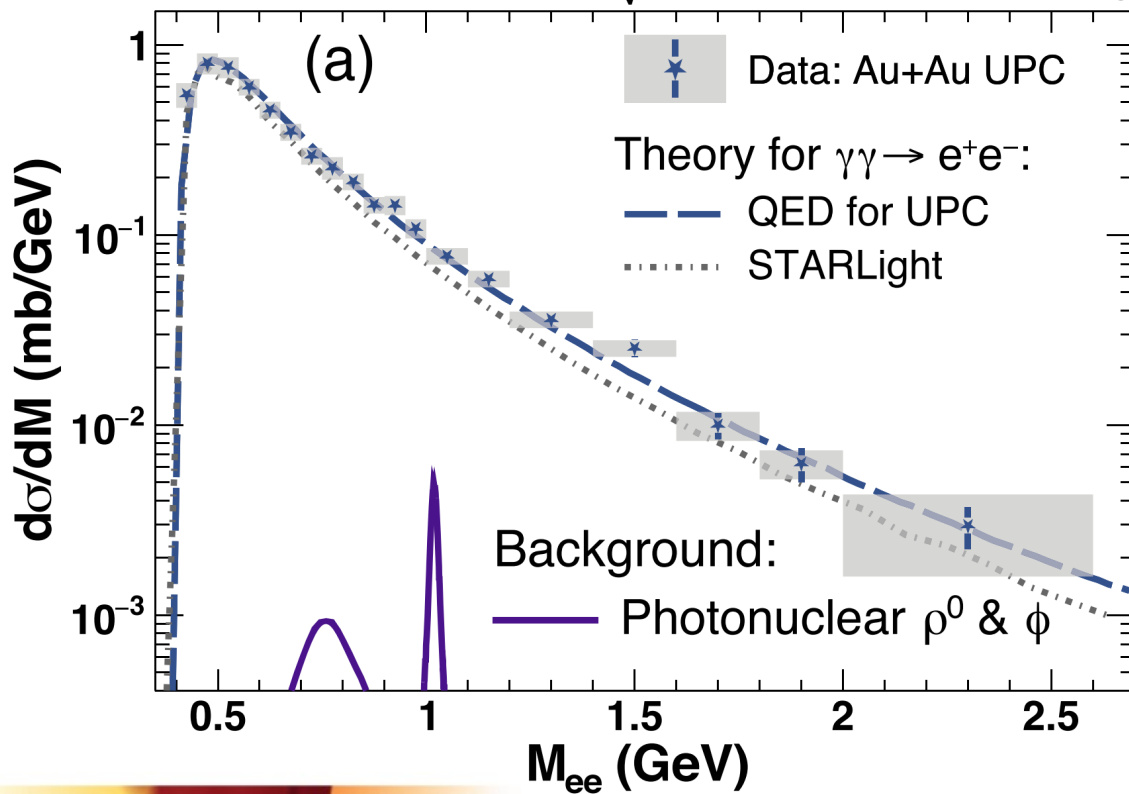 (a)
Data: Au+Au UPC
Theory for γγ→ e⁺e⁻:
QED for UPC
STARLight
Background:
Photonuclear ρ⁰ & ϕ
dσ/dM (mb/GeV)
1
10⁻¹
10⁻²
10⁻³
0.5 1 1.5 2 2.5
Mₑₑ (GeV)